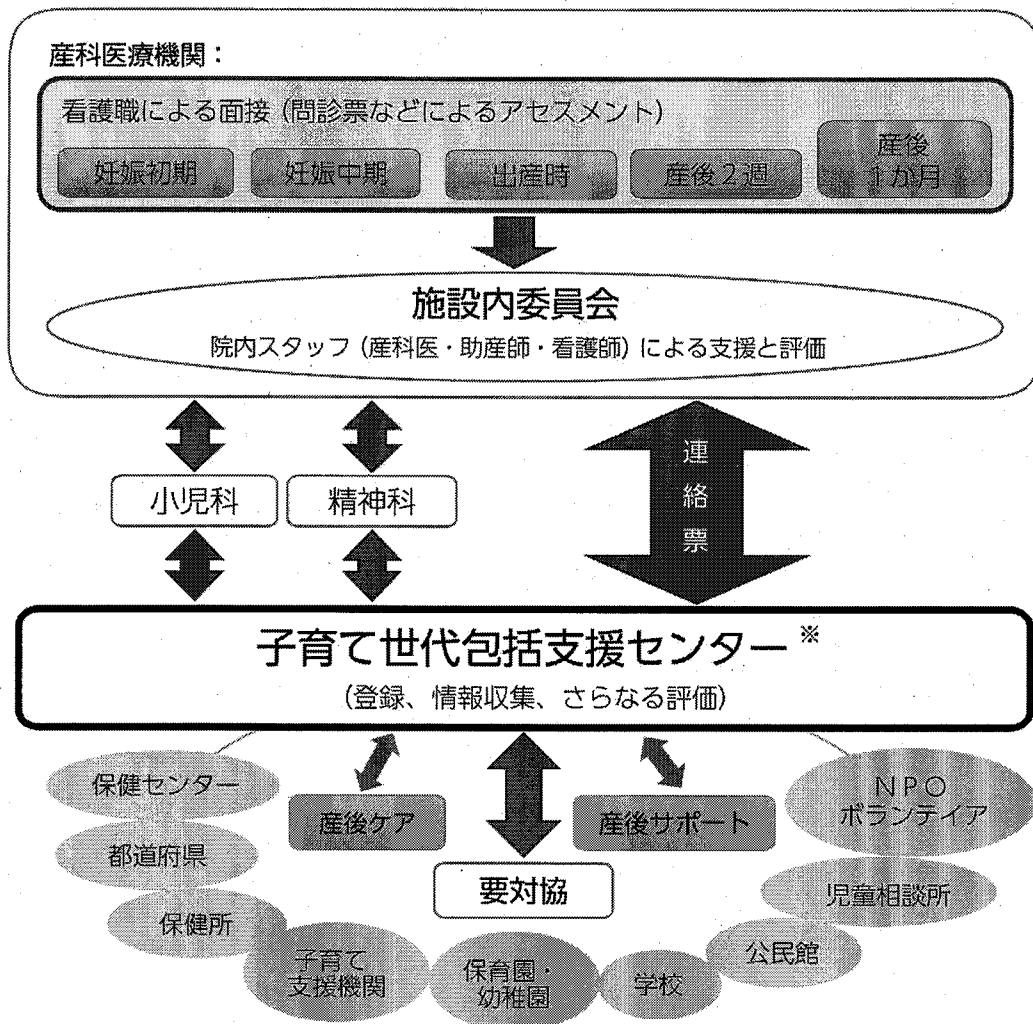 産科医療機関：
看護職による面接（問診票などによるアセスメント）
妊娠初期
妊娠中期
出産時
産後２週
産後
１か月
施設内委員会
院内スタッフ（産科医・助産師・看護師）による支援と評価
連
絡
票
小児科
精神科
子育て世代包括支援センター※
（登録、情報収集、さらなる評価）
保健センター
産後ケア
産後サポート
ＮＰＯ
ボランテイア
都道府県
要対協
児童相談所
保健所
公民館
子育て
支援機関
保育園・
幼稚園
学校